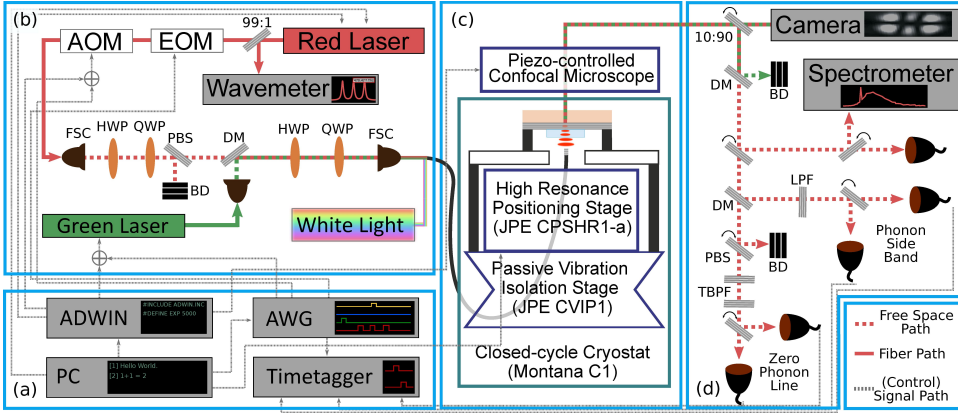 (b)
99:1
AOM
EOM
Red Laser
Wavemeter
FSC
HWP
QWP
PBS
DM
HWP
QWP
FSC
BD
Green Laser
White Light
(a)
ADWIN
#INCLUDE ADWIN.INC
#DEFINE EXP 5000
AWG
PC
[1] Hello World.
[2] 1+1 = 2
Timetagger
(c)
Piezo-controlled
Confocal Microscope
High Resonance
Positioning Stage
(JPE CPSHR1-a)
Passive Vibration
Isolation Stage
(JPE CVIP1)
Closed-cycle Cryostat
(Montana C1)
(d)
10:90
Camera
DM
BD
Spectrometer
LPF
DM
Phonon
Side
Band
PBS
BD
TBPF
Zero
Phonon
Line
Free Space
Path
Fiber Path
(Control)
Signal Path